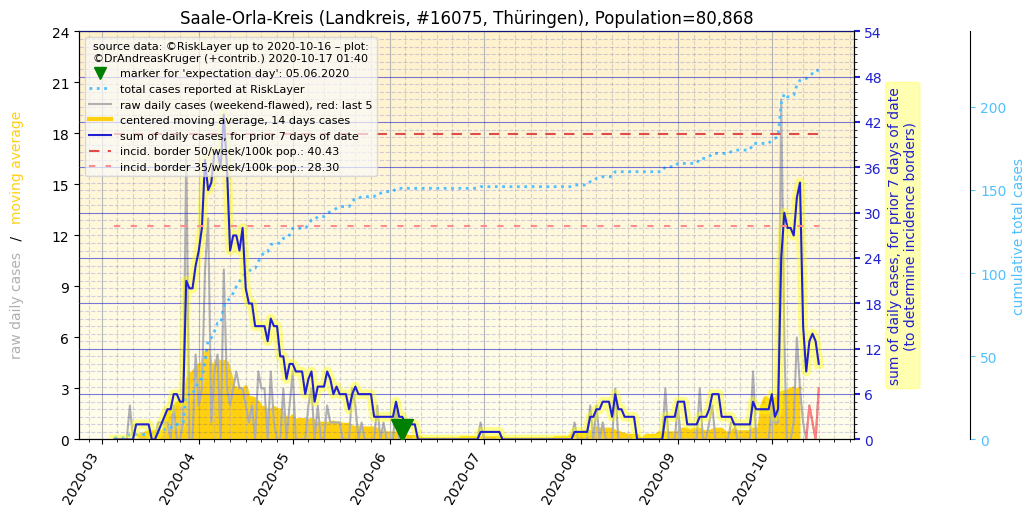 Saale-Orla-Kreis (Landkreis, #16075, Thüringen), Population=80,868
source data: ©RiskLayer up to 2020-10-16 – plot:
©DrAndreasKruger (+contrib.) 2020-10-17 01:40
marker for 'expectation day': 05.06.2020
total cases reported at RiskLayer
raw daily cases (weekend-flawed), red: last 5
centered moving average, 14 days cases
sum of daily cases, for prior 7 days of date
incid. border 50/week/100k pop.: 40.43
incid. border 35/week/100k pop.: 28.30
raw daily cases / moving average
24
21
18
15
12
9
6
3
0
2020-03
2020-04
2020-05
2020-06
2020-07
2020-08
2020-09
2020-10
54
48
42
36
30
24
18
12
6
0
sum of daily cases, for prior 7 days of date
(to determine incidence borders)
200
150
100
50
0
cumulative total cases